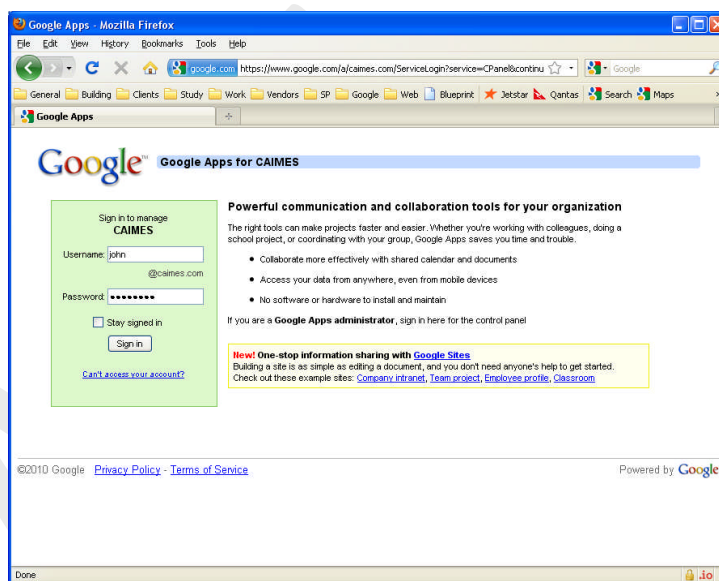 Google Apps - Mozilla Firefox
File Edit View History Bookmarks Tools Help
google.com https://www.google.com/a/caimes.com/ServiceLogin?service=CPanel&continu Google
General Building Clients Study Work Vendors SP Google Web Blueprint Jetstar Qantas Search Maps
Google Apps
Google™ Google Apps for CAIMES
Sign in to manage
CAIMES
Username: john
@caimes.com
Password: ••••••••
Stay signed in
Sign in
Can't access your account?
Powerful communication and collaboration tools for your organization
The right tools can make projects faster and easier. Whether you're working with colleagues, doing a
school project, or coordinating with your group, Google Apps saves you time and trouble.
• Collaborate more effectively with shared calendar and documents
• Access your data from anywhere, even from mobile devices
• No software or hardware to install and maintain
If you are a Google Apps administrator, sign in here for the control panel
New! One-stop information sharing with Google Sites
Building a site is as simple as editing a document, and you don't need anyone's help to get started.
Check out these example sites: Company intranet, Team project, Employee profile, Classroom
©2010 Google Privacy Policy - Terms of Service
Powered by Google
Done
.io